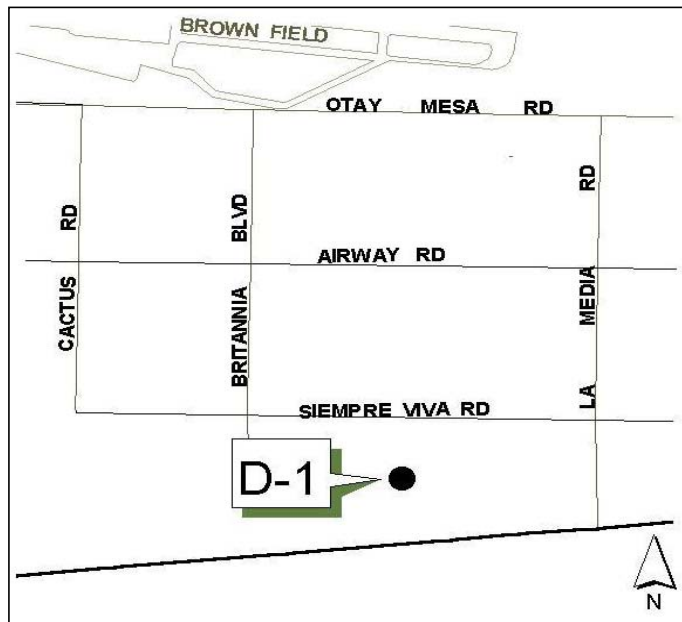 BROWN FIELD
OTAY MESA RD
CACTUS RD
BRITANNIA BLVD
LA MEDIA RD
AIRWAY RD
SIEMPRE VIVA RD
D-1
N